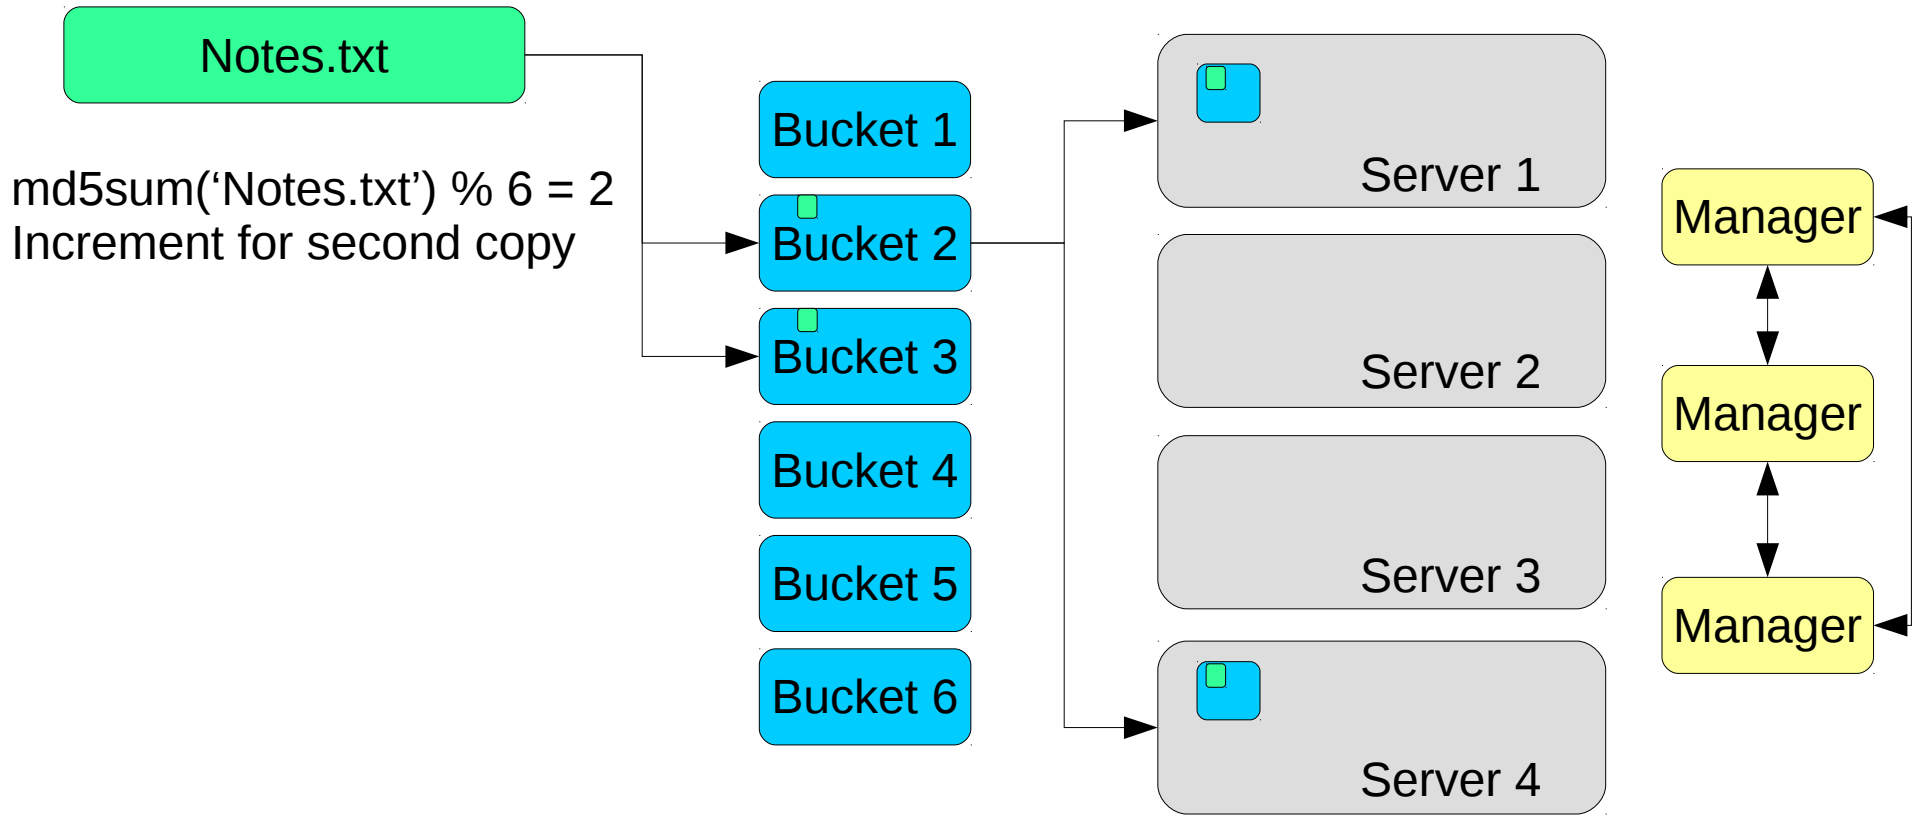 Notes.txt
md5sum(‘Notes.txt’) % 6 = 2
Increment for second copy
Bucket 1
Bucket 2
Bucket 3
Bucket 4
Bucket 5
Bucket 6
Server 1
Server 2
Server 3
Server 4
Manager
Manager
Manager